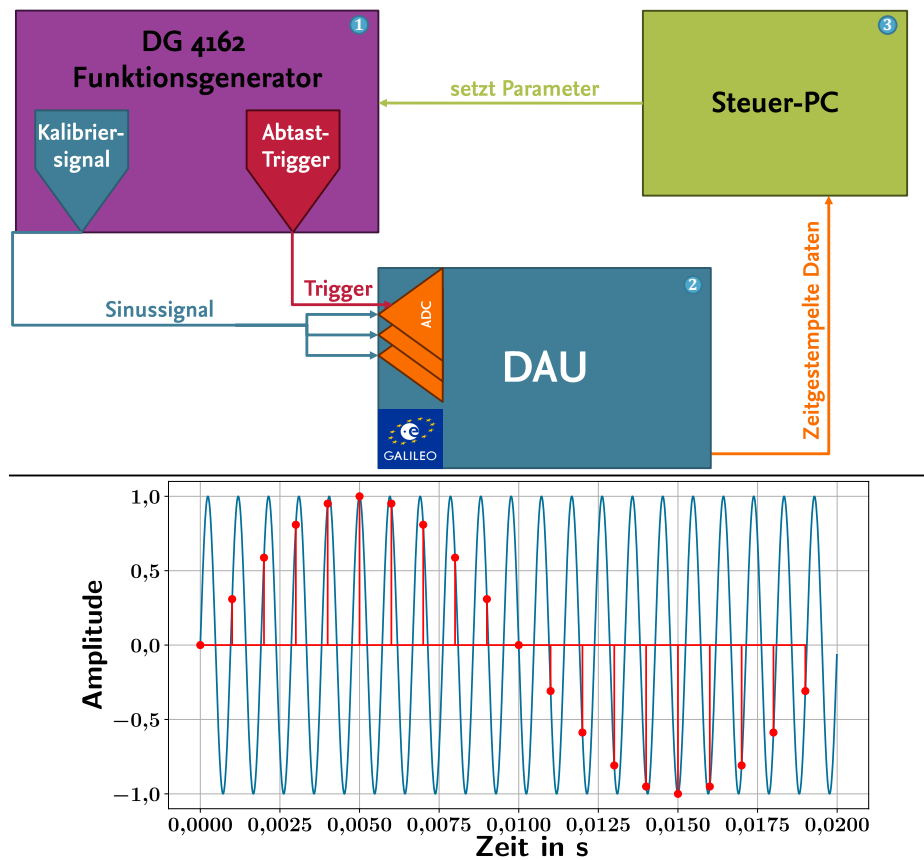 1
DG 4162
Funktionsgenerator
Kalibrier-
signal
Abtast-
Trigger
setzt Parameter
3
Steuer-PC
Sinussignal
Trigger
ADC
2
DAU
GALILEO
Zeitgestempelte Daten
Amplitude
1,0
0,5
0,0
−0,5
−1,0
0,0000 0,0025 0,0050 0,0075 0,0100 0,0125 0,0150 0,0175 0,0200
Zeit in s